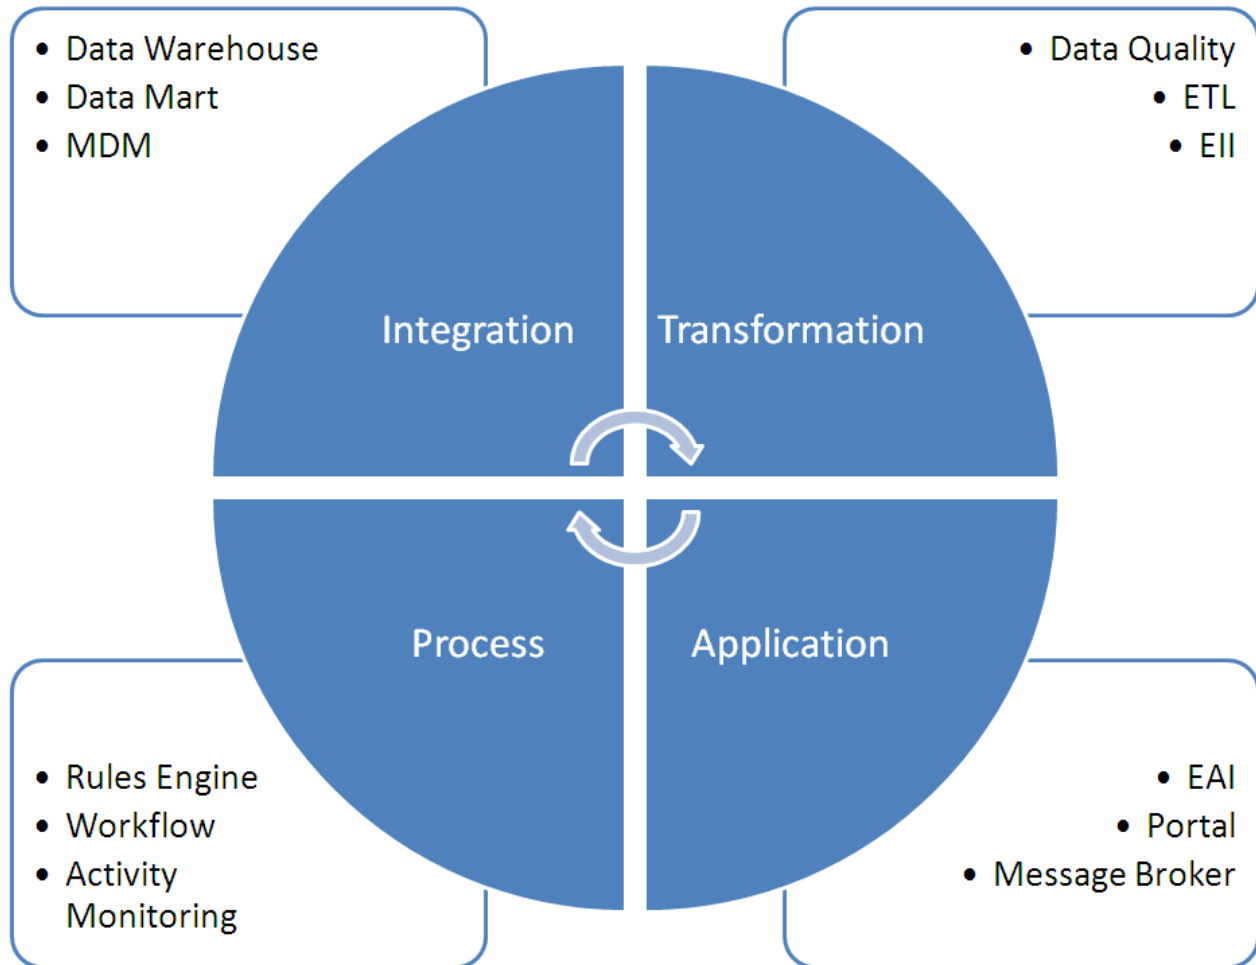 • Data Warehouse
• Data Mart
• MDM
• Data Quality
• ETL
• EII
Integration
Transformation
Process
Application
• Rules Engine
• Workflow
• Activity
Monitoring
• EAI
• Portal
• Message Broker